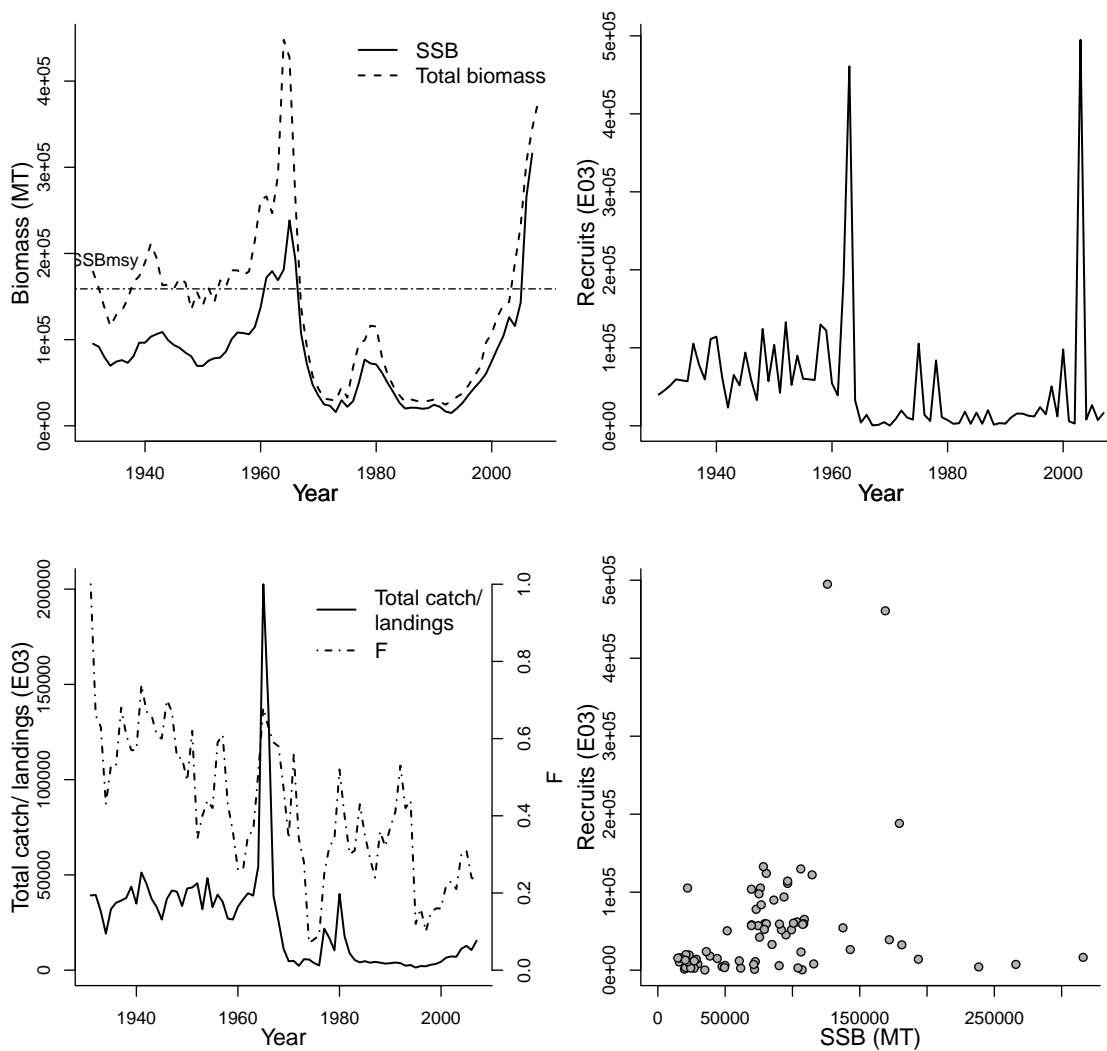 SSB
Total biomass
Biomass (MT)
0e+00 1e+05 2e+05 3e+05 4e+05
SSBmsy
1940 1960 1980 2000
Year
Recruits (E03)
0e+00 1e+05 2e+05 3e+05 4e+05 5e+05
1940 1960 1980 2000
Year
Total catch/
landings
F
Total catch/ landings (E03)
0 50000 100000 150000 200000
0.0 0.2 0.4 0.6 0.8 1.0
F
1940 1960 1980 2000
Year
Recruits (E03)
0e+00 1e+05 2e+05 3e+05 4e+05 5e+05
0 50000 150000 250000
SSB (MT)